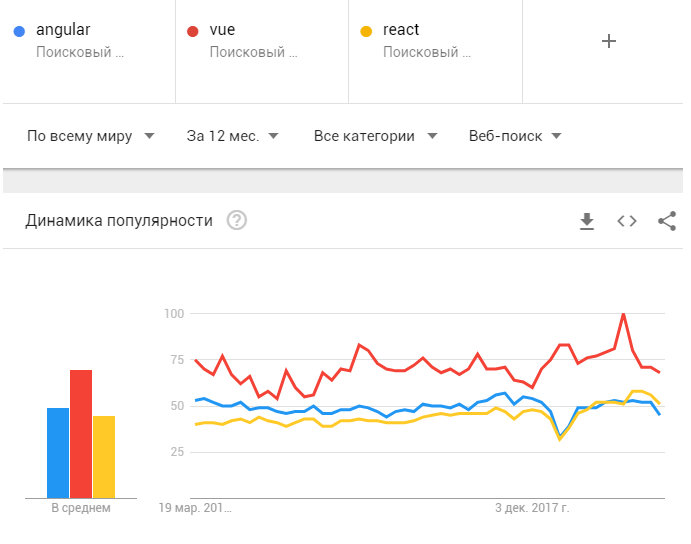 angular
Поисковый ...
vue
Поисковый ...
react
Поисковый ...
+
По всему миру
За 12 мес.
Все категории
Веб-поиск
Динамика популярности
?
100
75
50
25
В среднем
19 мар. 201...
3 дек. 2017 г.